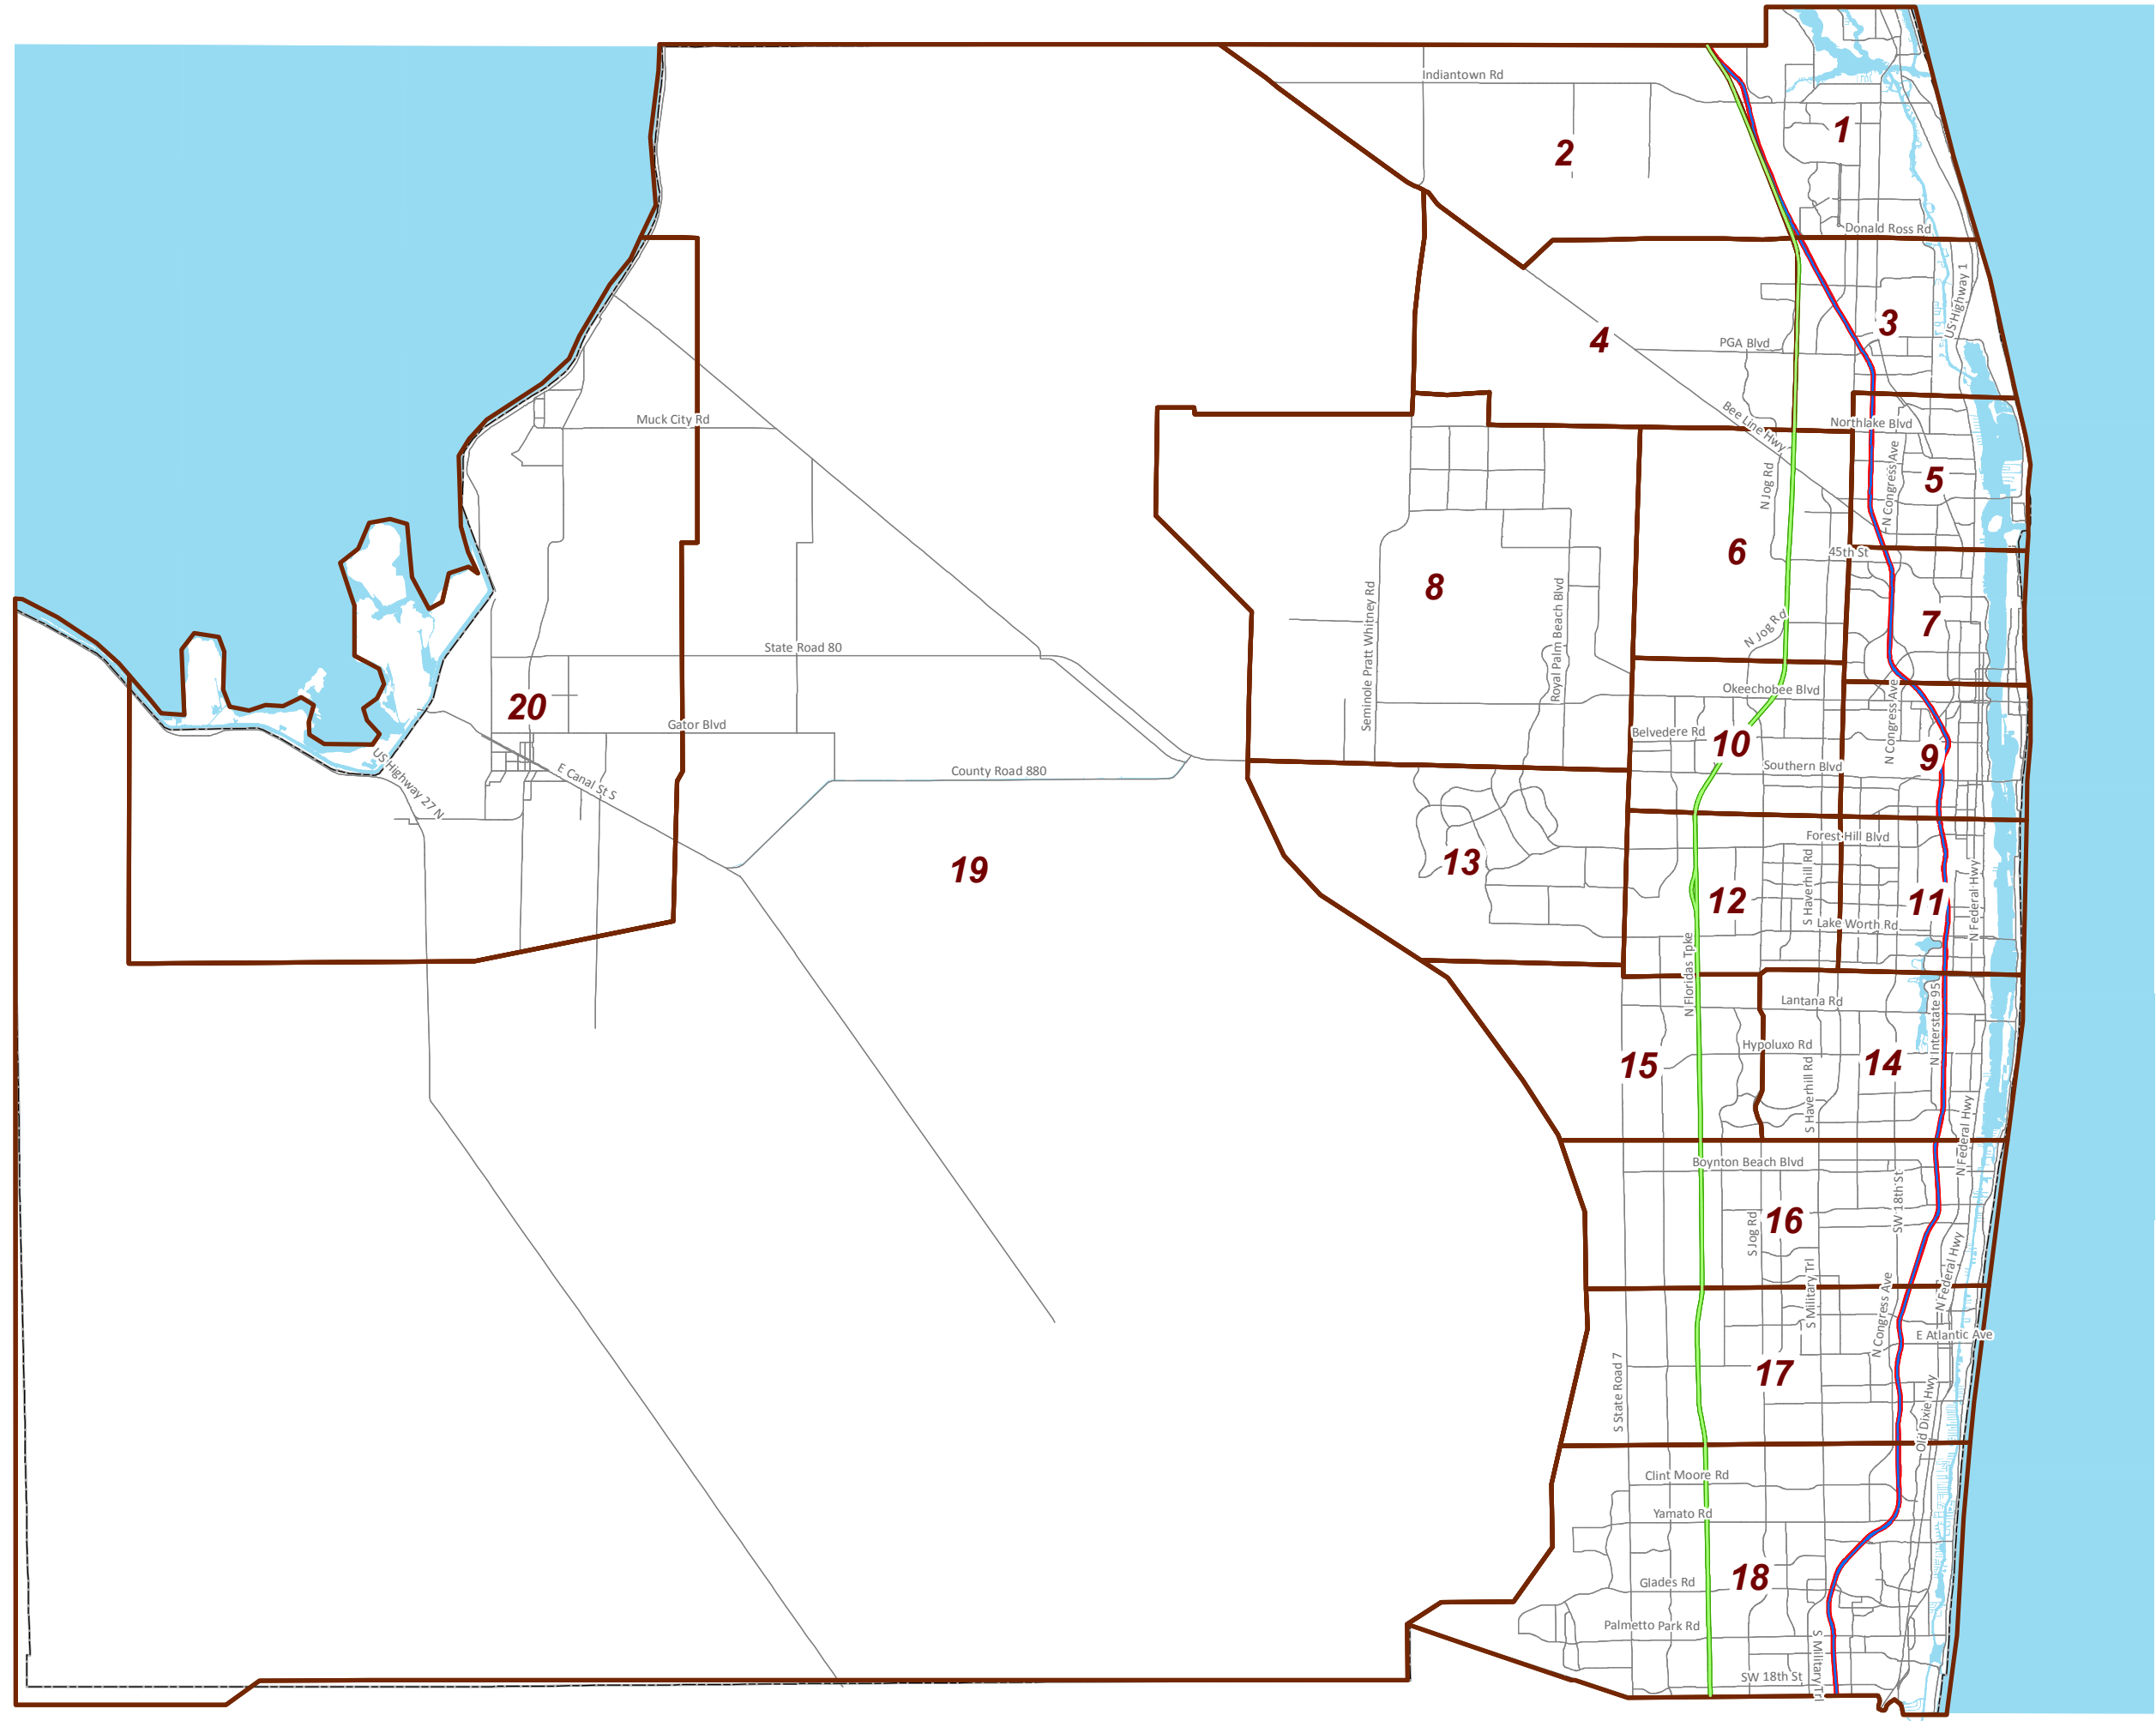 Indiantown Rd
1
2
Donald Ross Rd
US Highway 1
3
4
PGA Blvd
Bee Line Hwy
Northlake Blvd
Muck City Rd
N Jog Rd
N Congress Ave
5
6
45th St
8
Seminole Pratt Whitney Rd
Royal Palm Beach Blvd
N Jog Rd
7
State Road 80
20
Okeechobee Blvd
N Congress Ave
Gator Blvd
Belvedere Rd
10
9
US Highway 27 N
E Canal St S
County Road 880
Southern Blvd
Forest Hill Blvd
19
13
12
S Haverhill Rd
11
N Federal Hwy
Lake Worth Rd
N Floridas Tpke
Lantana Rd
N Interstate 95
Hypoluxo Rd
15
14
S Haverhill Rd
N Federal Hwy
Boynton Beach Blvd
SW 18th St
16
S Jog Rd
S Military Trl
N Federal Hwy
N Congress Ave
E Atlantic Ave
S State Road 7
17
Old Dixie Hwy
Clint Moore Rd
Yamato Rd
18
Glades Rd
Palmetto Park Rd
S Military Trl
SW 18th St